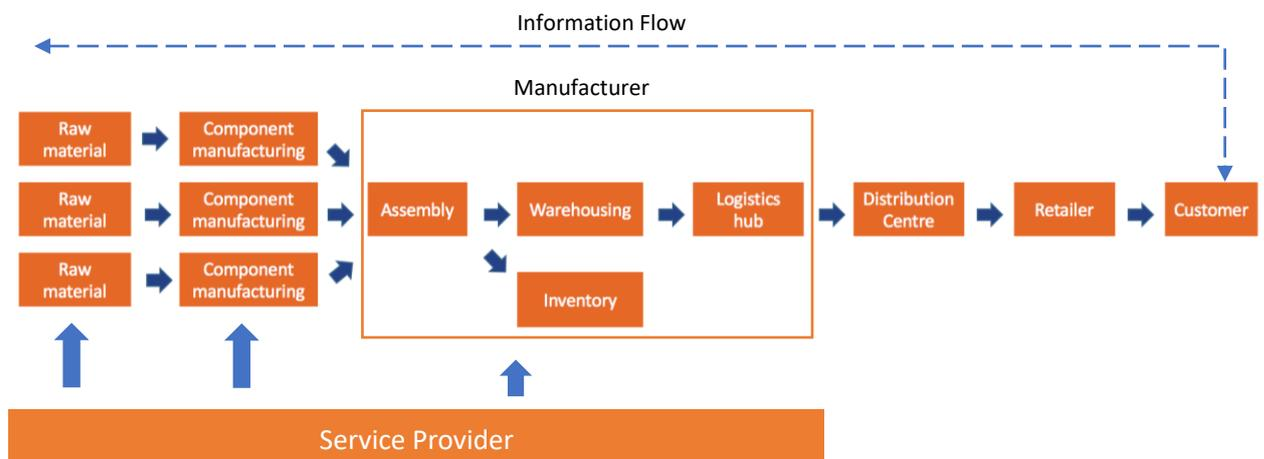 Information Flow
Manufacturer
Raw
material
Component
manufacturing
Raw
material
Component
manufacturing
Assembly
Warehousing
Logistics
hub
Distribution
Centre
Retailer
Customer
Raw
material
Component
manufacturing
Inventory
Service Provider